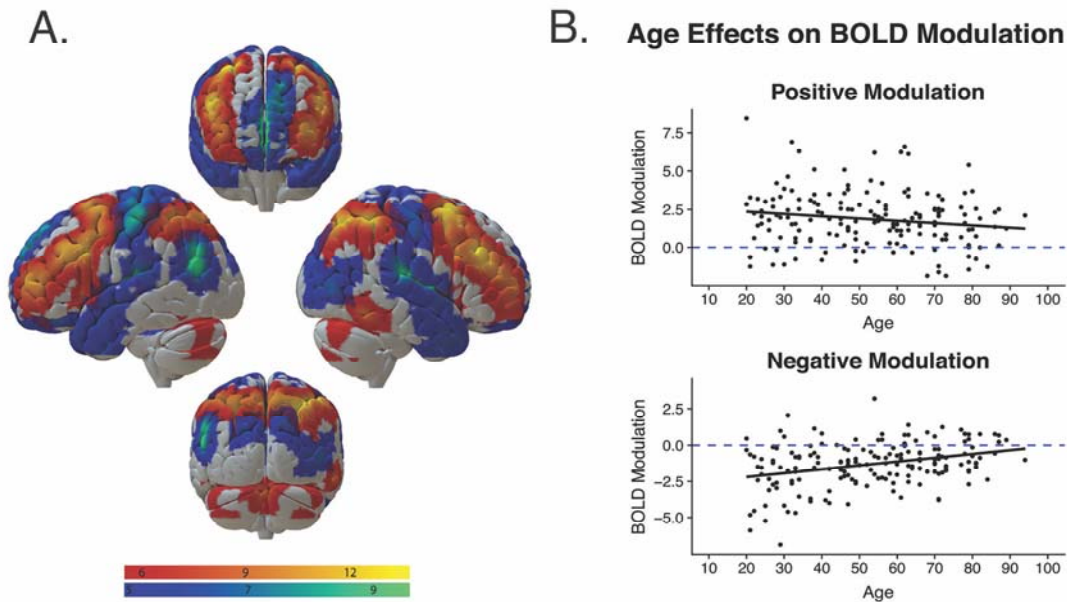 A.
6 9 12
5 7 9
B. Age Effects on BOLD Modulation
Positive Modulation
BOLD Modulation
7.5
5.0
2.5
0.0
10 20 30 40 50 60 70 80 90 100
Age
Negative Modulation
BOLD Modulation
2.5
0.0
−2.5
−5.0
10 20 30 40 50 60 70 80 90 100
Age